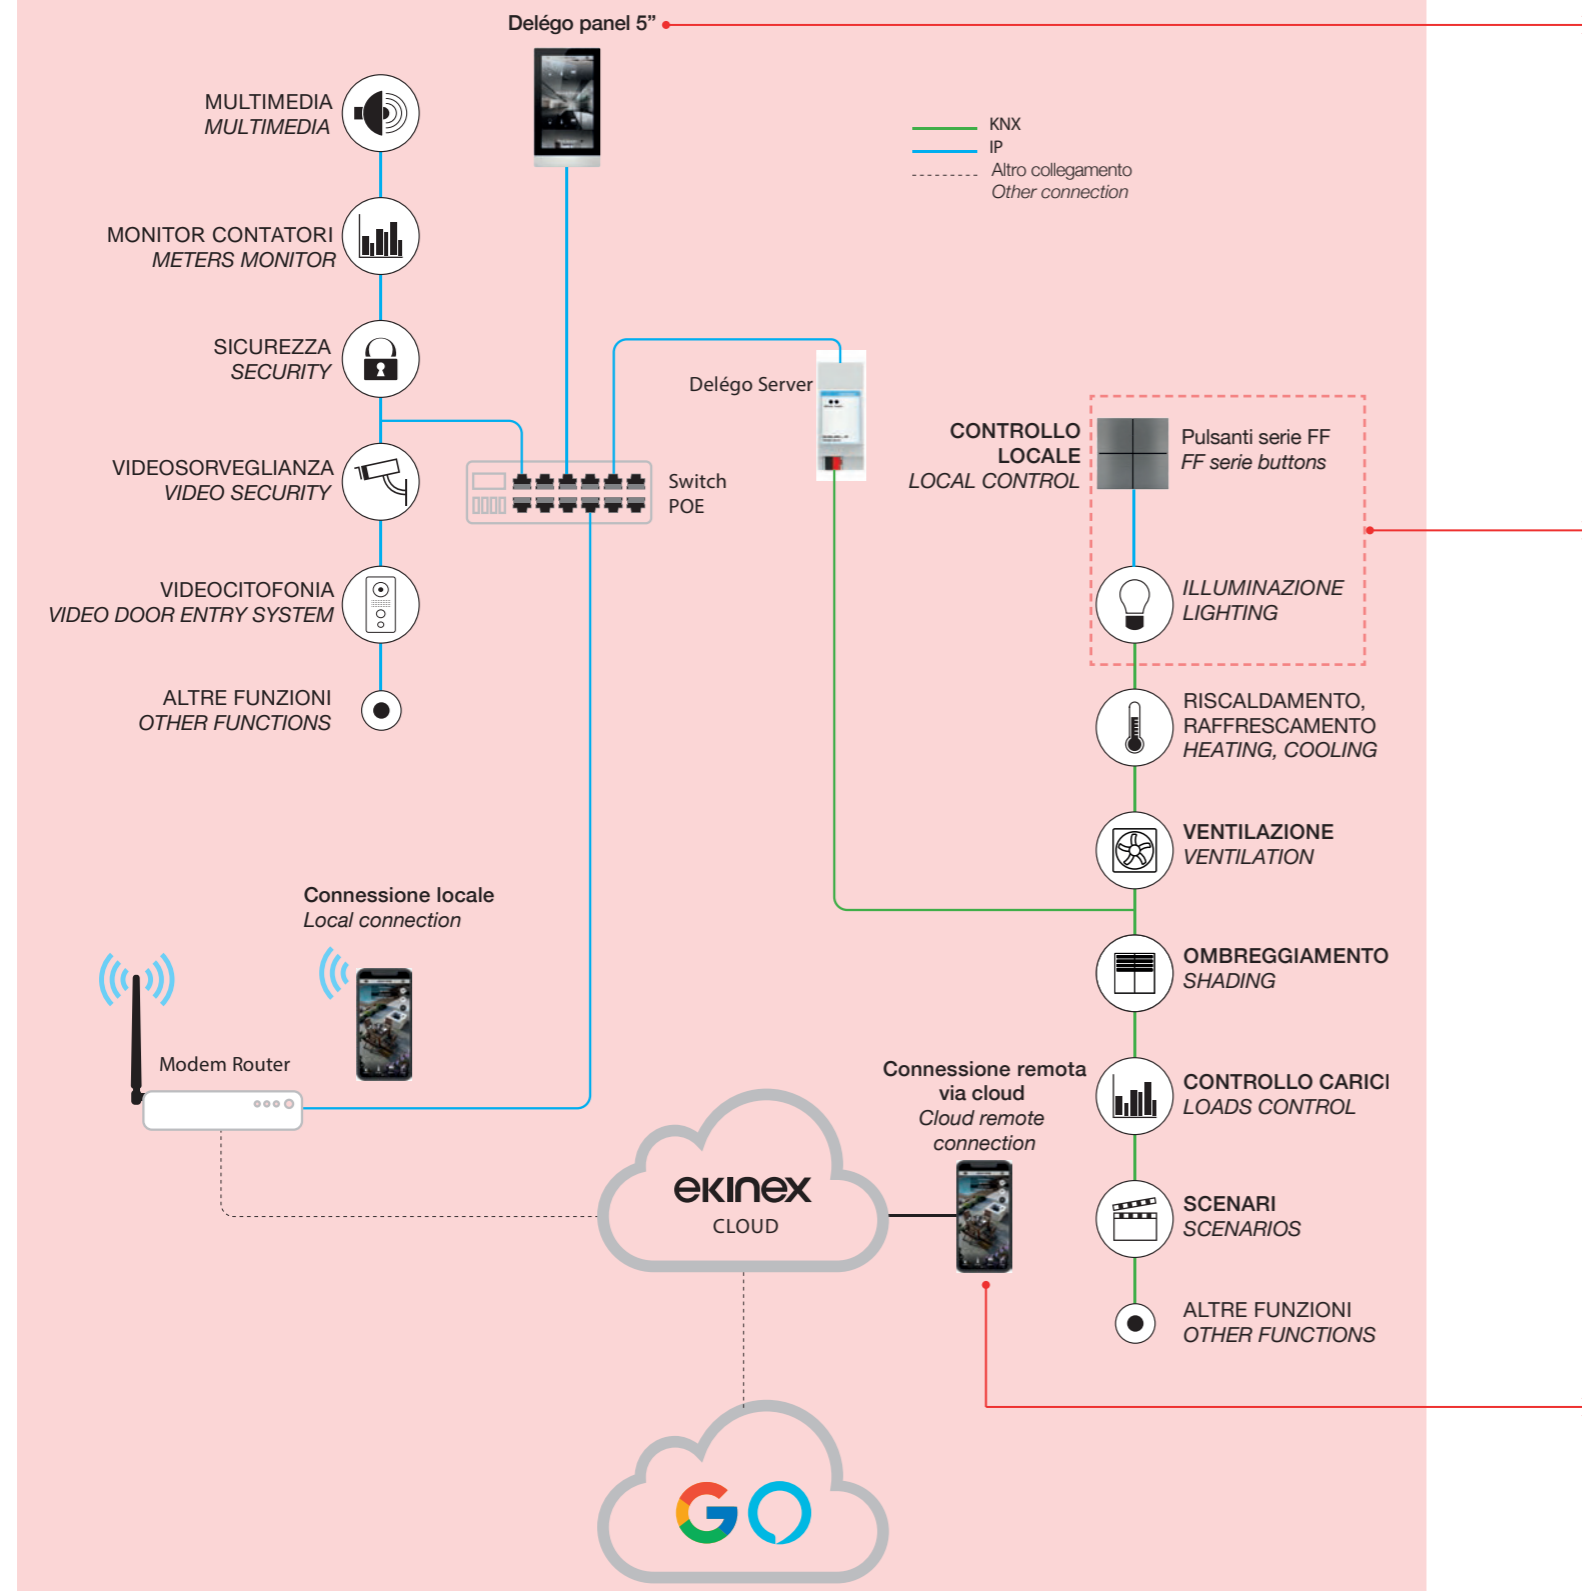 Delégo panel 5”
MULTIMEDIA
MULTIMEDIA
MONITOR CONTATORI
METERS MONITOR
SICUREZZA
SECURITY
VIDEOSORVEGLIANZA
VIDEO SECURITY
VIDEOCITOFONIA
VIDEO DOOR ENTRY SYSTEM
ALTRE FUNZIONI
OTHER FUNCTIONS
KNX
IP
Altro collegamento
Other connection
Delégo Server
Switch
POE
CONTROLLO
LOCALE
LOCAL CONTROL
Pulsanti serie FF
FF serie buttons
ILLUMINAZIONE
LIGHTING
RISCALDAMENTO,
RAFFRESCAMENTO
HEATING, COOLING
VENTILAZIONE
VENTILATION
OMBREGGIAMENTO
SHADING
CONTROLLO CARICI
LOADS CONTROL
SCENARI
SCENARIOS
ALTRE FUNZIONI
OTHER FUNCTIONS
Connessione locale
Local connection
Modem Router
Connessione remota
via cloud
Cloud remote
connection
ekinex
CLOUD
G